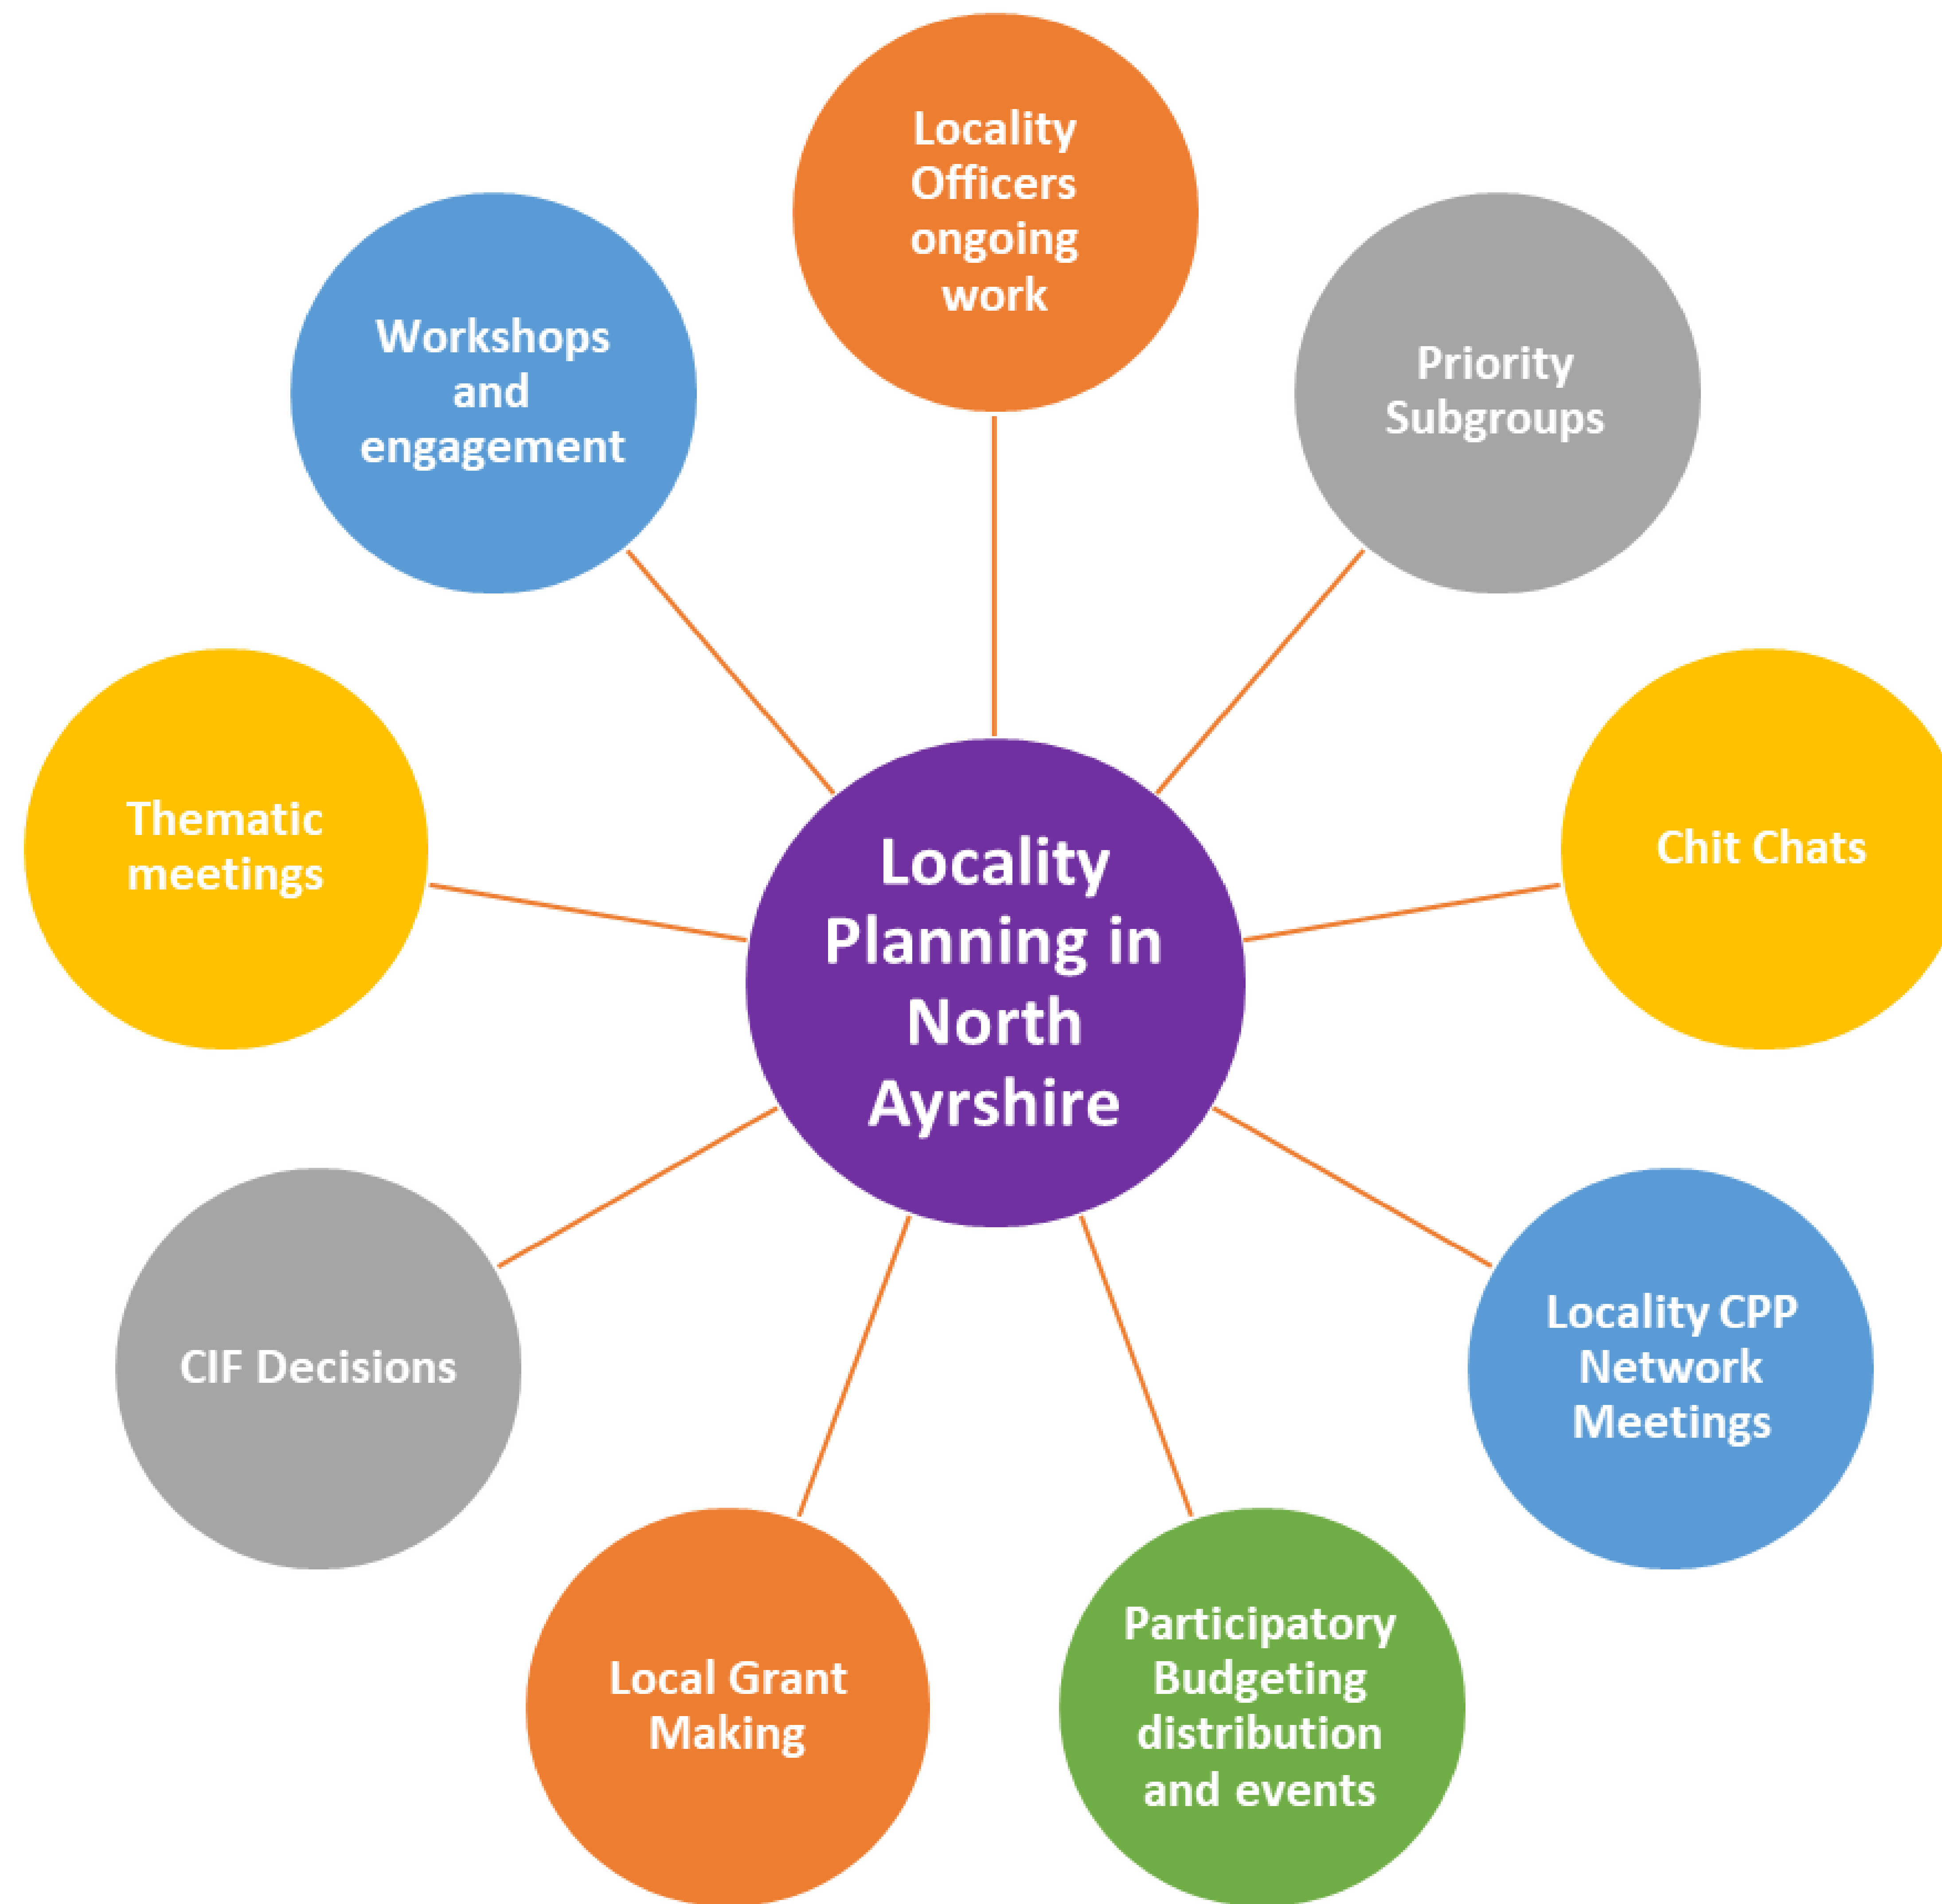 Locality
Officers
ongoing
work
Priority
Subgroups
Chit Chats
Locality CPP
Network
Meetings
Participatory
Budgeting
distribution
and events
Local Grant
Making
CIF Decisions
Thematic
meetings
Workshops
and
engagement
Locality
Planning in
North
Ayrshire